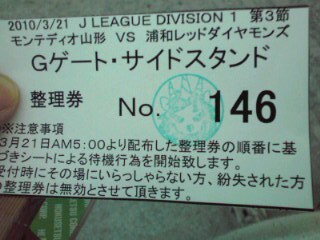 2010/3/21 J LEAGUE DIVISION 1 第3節
モンテディオ山形 VS 浦和レッドダイヤモンズ
Gゲート・サイドスタンド
整理券 No. 146
※注意事項
3月21日AM5:00より配布した整理券の順番に基
づきシートによる待機行為を開始致します。
受付時にその場にいらっしゃらない方、紛失された方
の整理券は無効とさせて頂きます。